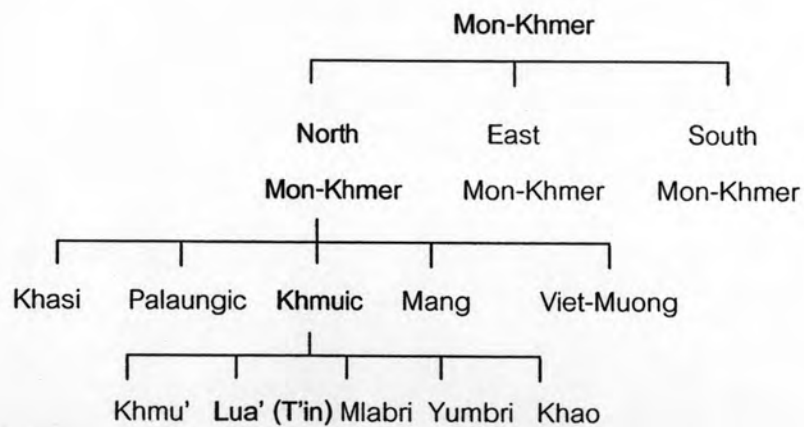 Mon-Khmer
North East South
Mon-Khmer Mon-Khmer Mon-Khmer
Khasi Palaungic Khmuic Mang Viet-Muong
Khmu' Lua' (T'in) Mlabri Yumbri Khao